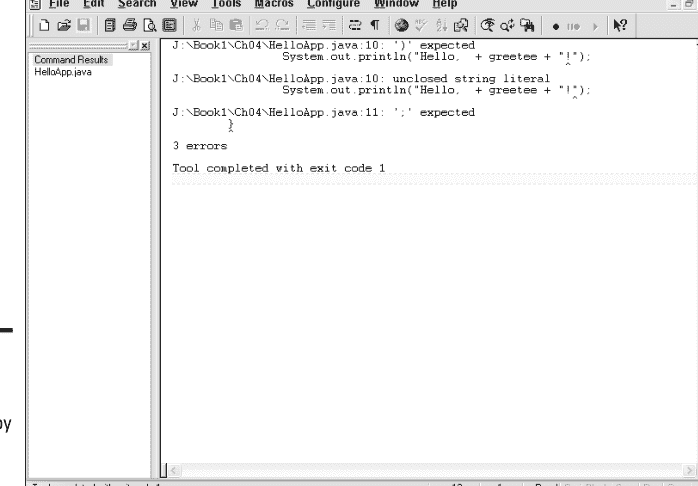 File Edit Search View Tools Macros Configure Window Help
Command Results
HelloApp.java
J:\Book1\Ch04\HelloApp.java:10: ')' expected
System.out.println("Hello, + greetee + "!");
^
J:\Book1\Ch04\HelloApp.java:10: unclosed string literal
System.out.println("Hello, + greetee + "!");
^
J:\Book1\Ch04\HelloApp.java:11: ';' expected
}
^
3 errors
Tool completed with exit code 1
by